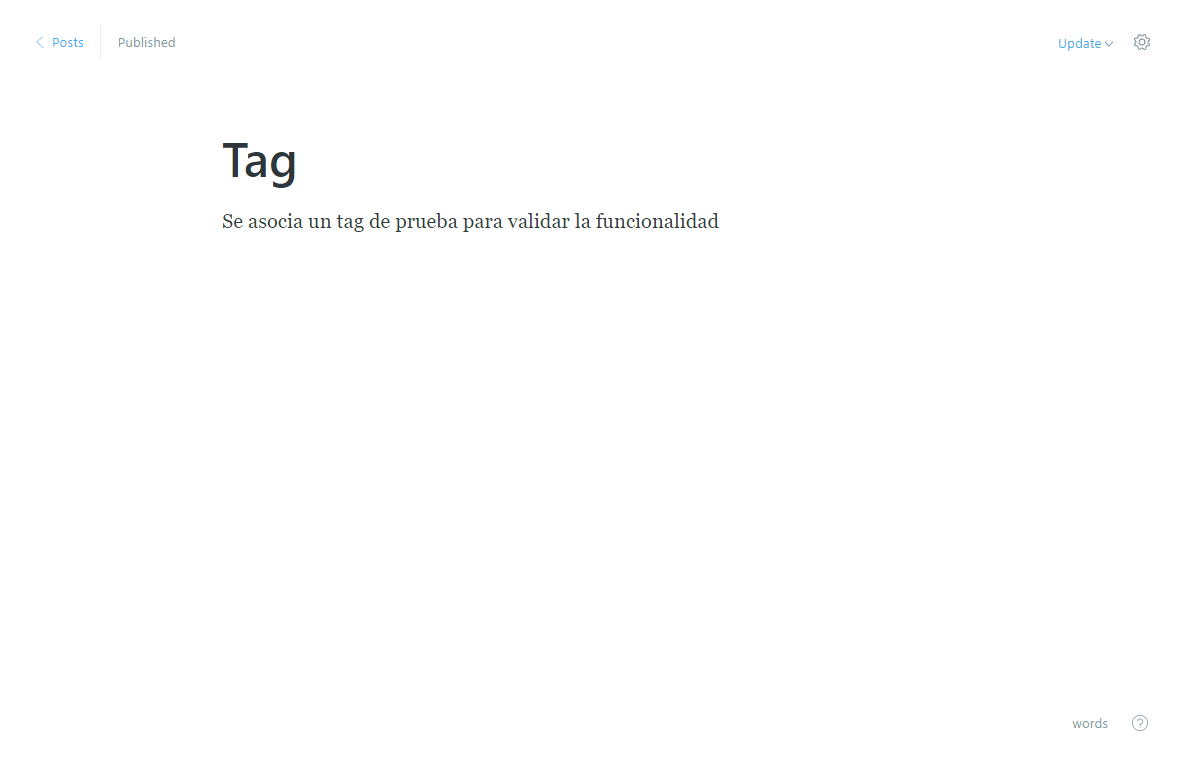 Posts
Published
Update
Tag
Se asocia un tag de prueba para validar la funcionalidad
words
?